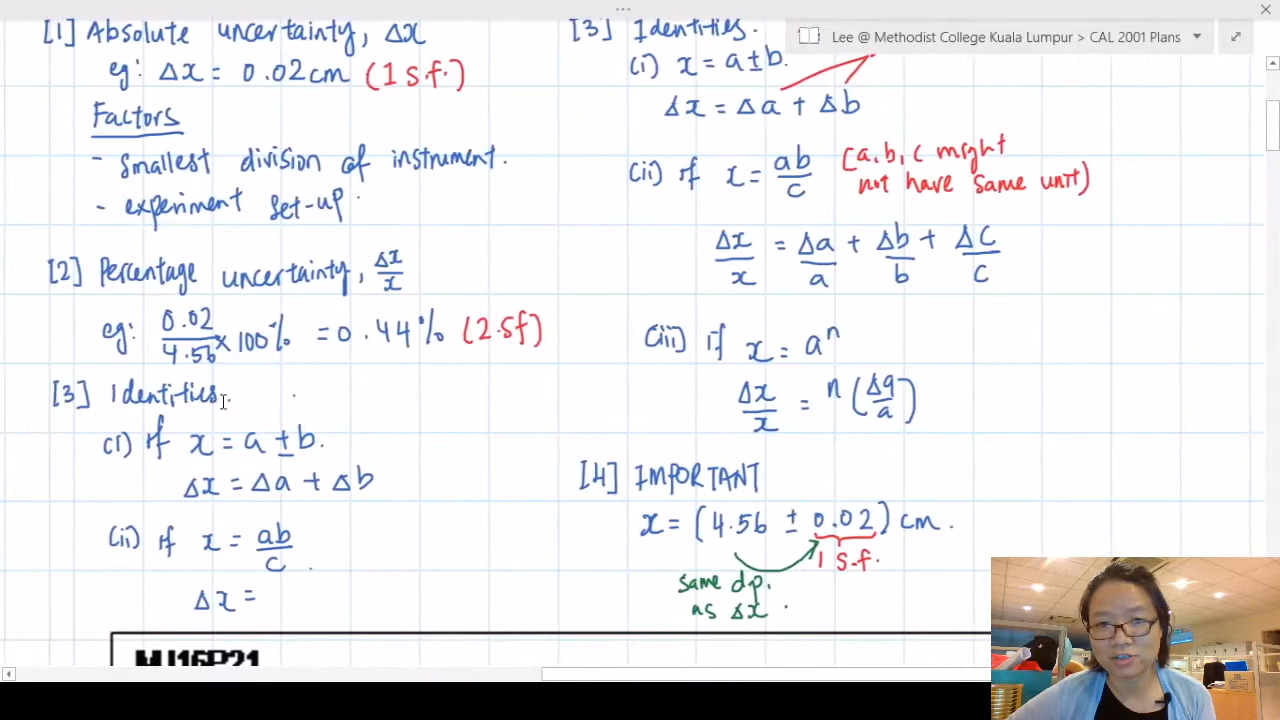 Lee @ Methodist College Kuala Lumpur > CAL 2001 Plans
[1] Absolute uncertainty, Δx
eg: Δx = 0.02cm (1 s.f.)
Factors
- smallest division of instrument.
- experiment set-up.
[2] Percentage uncertainty, Δx/x
eg: 0.02/4.56 × 100% = 0.44% (2.sf)
[3] Identities.
(i) if x = a ± b.
Δx = Δa + Δb
(ii) if x = ab/c.
Δx =
[3] Identities.
(i) x = a ± b.
Δx = Δa + Δb
(ii) if x = ab/c (a, b, c might
not have same unit)
Δx/x = Δa/a + Δb/b + Δc/c
(iii) if x = aⁿ
Δx/x = n (Δa/a)
[4] IMPORTANT
x = (4.56 ± 0.02) cm.
1 s.f.
same dp.
as Δx.
MJ16P21